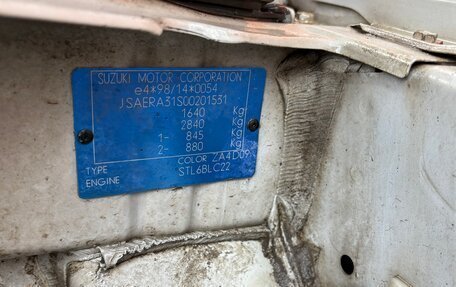 SUZUKI MOTOR CORPORATION
e4*98/14*0054
JSAERA31S00201531
1640 Kg
2840 Kg
1- 845 Kg
2- 880 Kg
COLOR ZA4D09
TYPE STL6BLC22
ENGINE